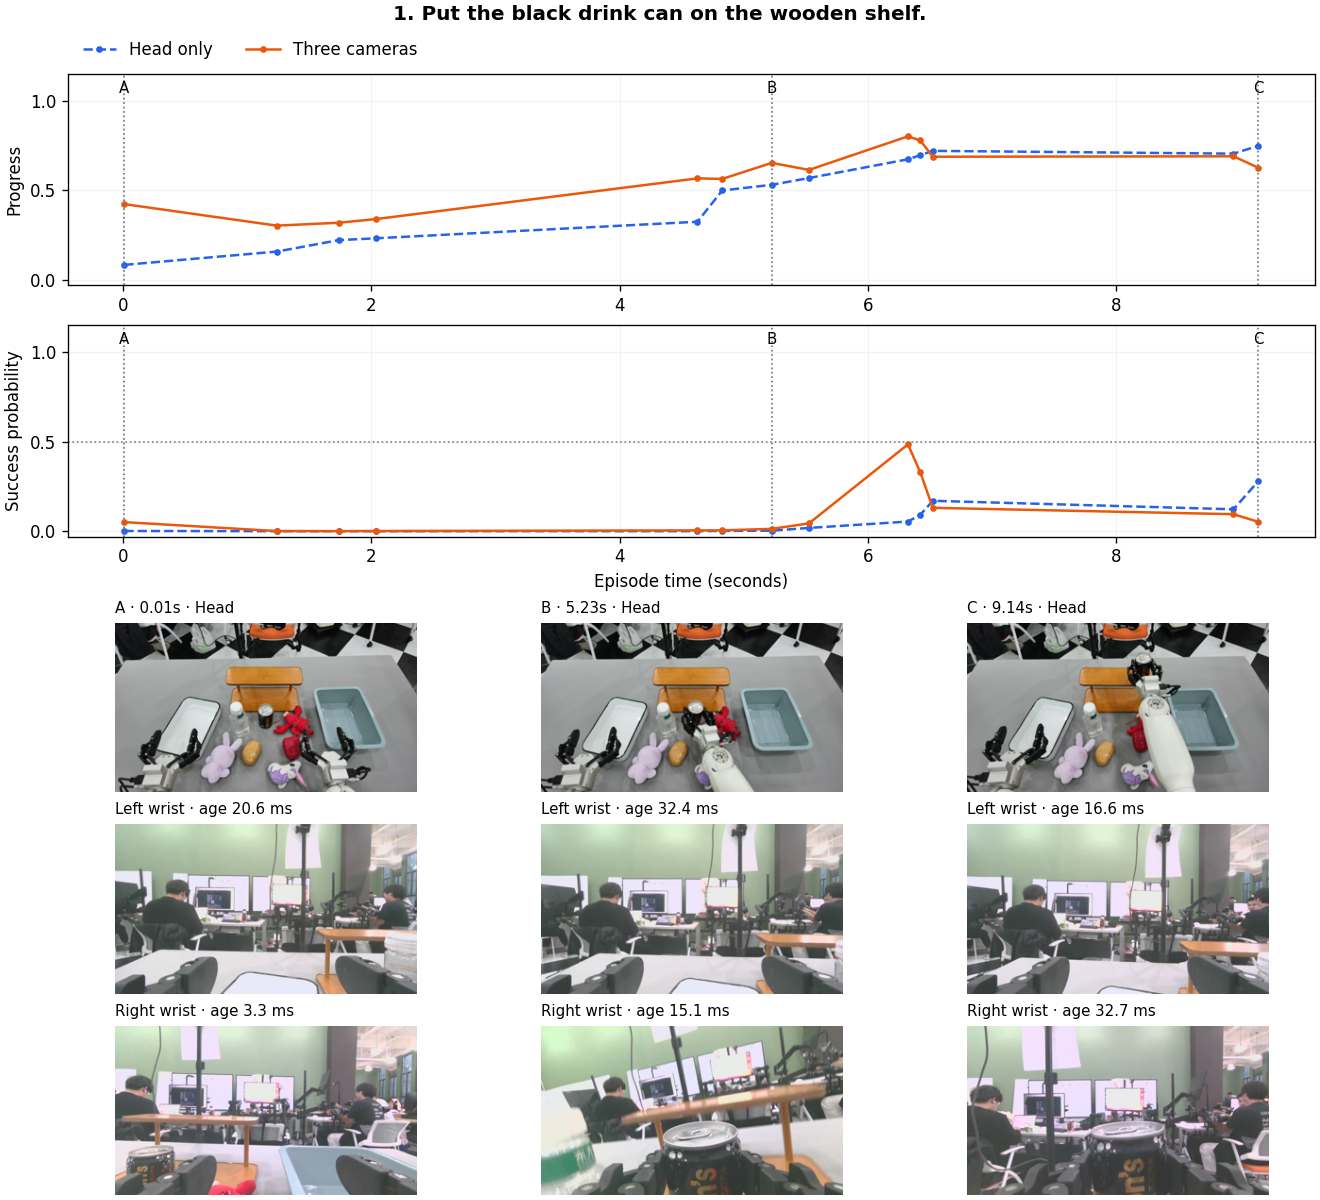 1. Put the black drink can on the wooden shelf.
Head only
Three cameras
A
B
C
1.0
0.5
0.0
Progress
0
2
4
6
8
A
B
C
1.0
0.5
0.0
Success probability
0
2
4
6
8
Episode time (seconds)
A · 0.01s · Head
B · 5.23s · Head
C · 9.14s · Head
Left wrist · age 20.6 ms
Left wrist · age 32.4 ms
Left wrist · age 16.6 ms
Right wrist · age 3.3 ms
Right wrist · age 15.1 ms
Right wrist · age 32.7 ms
n's
n's